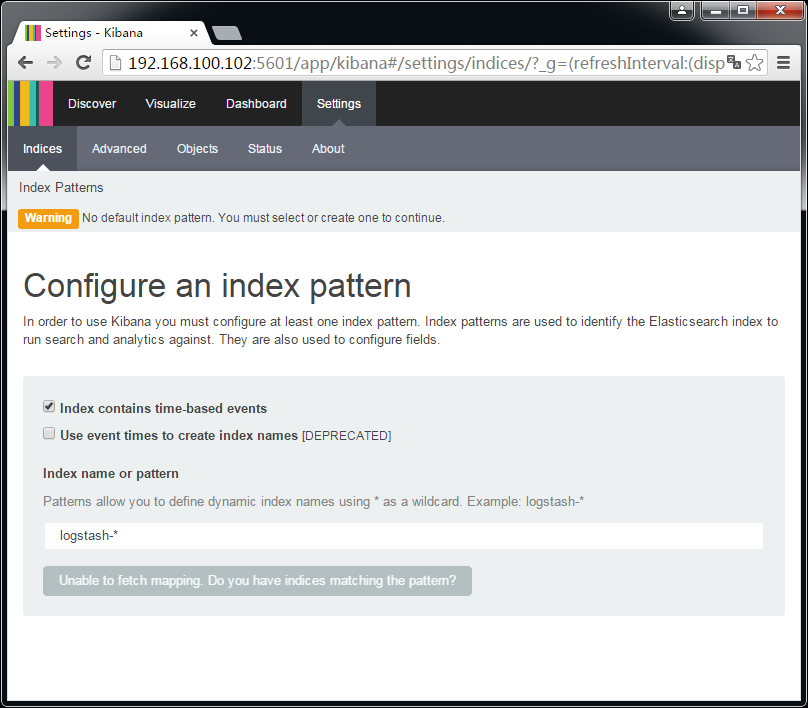 Settings - Kibana
192.168.100.102:5601/app/kibana#/settings/indices/?_g=(refreshInterval:(disp
Discover Visualize Dashboard Settings
Indices Advanced Objects Status About
Index Patterns
Warning No default index pattern. You must select or create one to continue.
Configure an index pattern
In order to use Kibana you must configure at least one index pattern. Index patterns are used to identify the Elasticsearch index to
run search and analytics against. They are also used to configure fields.
Index contains time-based events
Use event times to create index names [DEPRECATED]
Index name or pattern
Patterns allow you to define dynamic index names using * as a wildcard. Example: logstash-*
logstash-*
Unable to fetch mapping. Do you have indices matching the pattern?